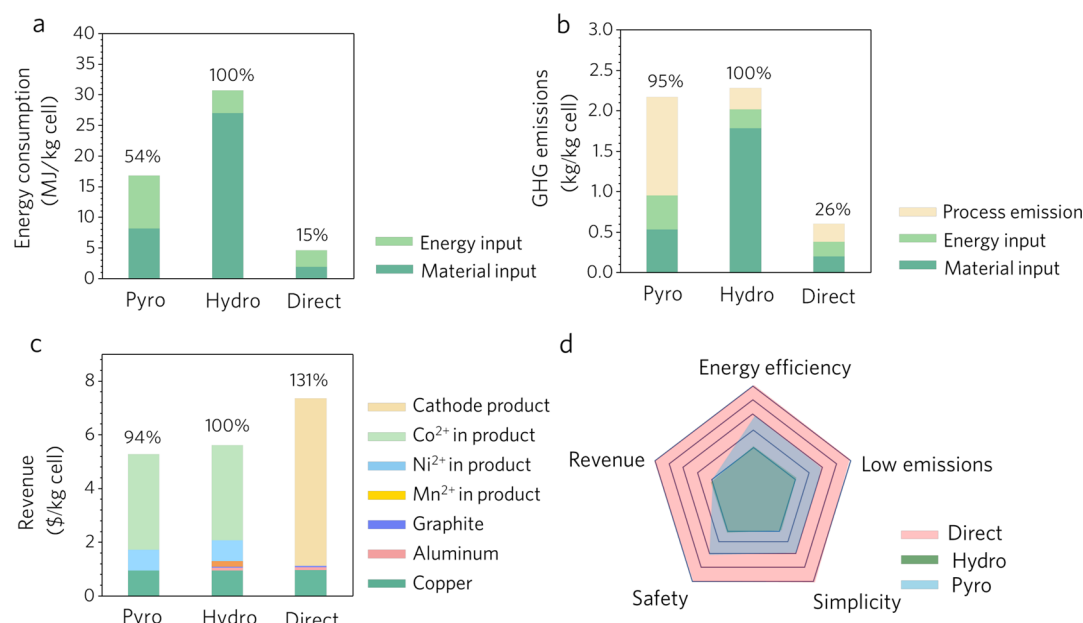 a
Energy consumption
(MJ/kg cell)
40
35
30
25
20
15
10
5
0
54%
100%
15%
Pyro
Hydro
Direct
Energy input
Material input
b
GHG emissions
(kg/kg cell)
3.0
2.5
2.0
1.5
1.0
0.5
0.0
95%
100%
26%
Pyro
Hydro
Direct
Process emission
Energy input
Material input
c
Revenue
($/kg cell)
8
6
4
2
0
94%
100%
131%
Pyro
Hydro
Direct
Cathode product
Co²⁺ in product
Ni²⁺ in product
Mn²⁺ in product
Graphite
Aluminum
Copper
d
Energy efficiency
Revenue
Low emissions
Safety
Simplicity
Direct
Hydro
Pyro